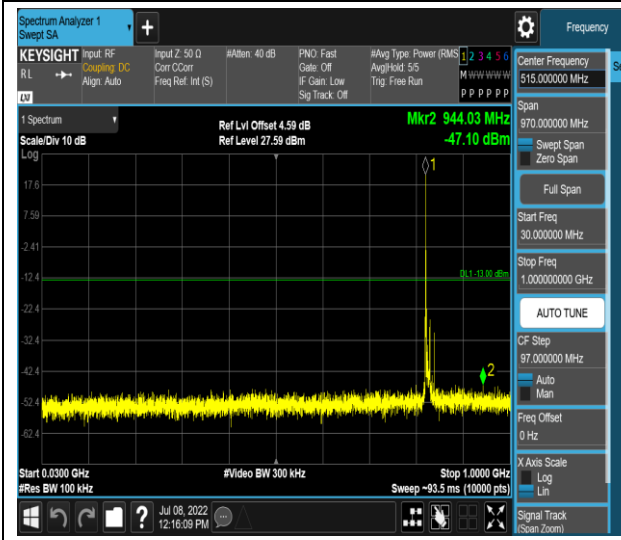 Spectrum Analyzer 1
Swept SA
+
Frequency
KEYSIGHT
RL
LXI
Input: RF
Coupling: DC
Align: Auto
Input Z: 50 Ω
Corr CCorr
Freq Ref: Int (S)
#Atten: 40 dB
PNO: Fast
Gate: Off
IF Gain: Low
Sig Track: Off
#Avg Type: Power (RMS
Avg|Hold: 5/5
Trig: Free Run
1 2 3 4 5 6
M W W W W W
P P P P P P
1 Spectrum
Scale/Div 10 dB
Log
Ref Lvl Offset 4.59 dB
Ref Level 27.59 dBm
Mkr2 944.03 MHz
-47.10 dBm
1
17.6
7.59
-2.41
-12.4
DL1 -13.00 dBm
-22.4
-32.4
-42.4
2
-52.4
-62.4
Start 0.0300 GHz
#Res BW 100 kHz
#Video BW 300 kHz
Stop 1.0000 GHz
Sweep ~93.5 ms (10000 pts)
?
Jul 08, 2022
12:16:09 PM
Center Frequency
515.000000 MHz
Span
970.000000 MHz
Swept Span
Zero Span
Full Span
Start Freq
30.000000 MHz
Stop Freq
1.000000000 GHz
AUTO TUNE
CF Step
97.000000 MHz
Auto
Man
Freq Offset
0 Hz
X Axis Scale
Log
Lin
Signal Track
(Span Zoom)